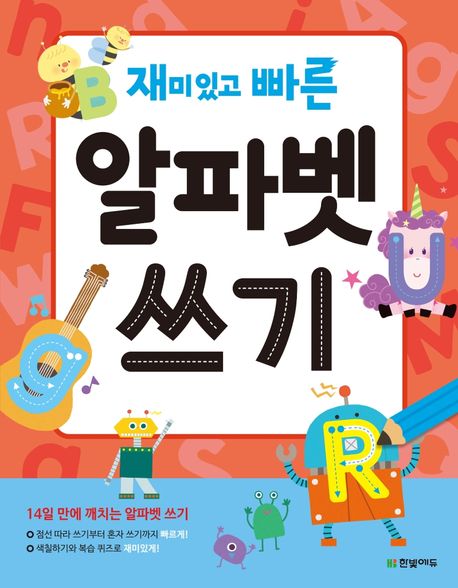 재미있고 빠른
알파벳
쓰기
B
U
g
R
14일 만에 깨치는 알파벳 쓰기
점선 따라 쓰기부터 혼자 쓰기까지 빠르게!
색칠하기와 복습 퀴즈로 재미있게!
한빛에듀